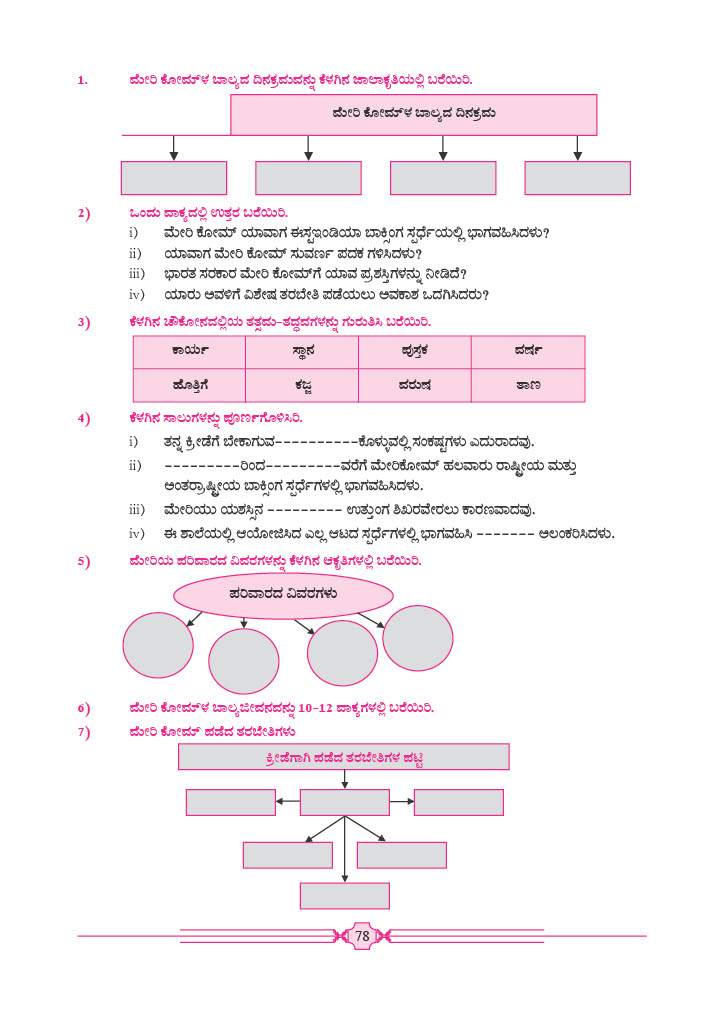 1. ಮೇರಿ ಕೋಮ್‌ಳ ಬಾಲ್ಯದ ದಿನಕ್ರಮವನ್ನು ಕೆಳಗಿನ ಜಾಲಾಕೃತಿಯಲ್ಲಿ ಬರೆಯಿರಿ.
ಮೇರಿ ಕೋಮ್‌ಳ ಬಾಲ್ಯದ ದಿನಕ್ರಮ
2) ಒಂದು ವಾಕ್ಯದಲ್ಲಿ ಉತ್ತರ ಬರೆಯಿರಿ.
i) ಮೇರಿ ಕೋಮ್ ಯಾವಾಗ ಈಸ್ಟಇಂಡಿಯಾ ಬಾಕ್ಸಿಂಗ ಸ್ಪರ್ಧೆಯಲ್ಲಿ ಭಾಗವಹಿಸಿದಳು?
ii) ಯಾವಾಗ ಮೇರಿ ಕೋಮ್ ಸುವರ್ಣ ಪದಕ ಗಳಿಸಿದಳು?
iii) ಭಾರತ ಸರಕಾರ ಮೇರಿ ಕೋಮ್‌ಗೆ ಯಾವ ಪ್ರಶಸ್ತಿಗಳನ್ನು ನೀಡಿದೆ?
iv) ಯಾರು ಅವಳಿಗೆ ವಿಶೇಷ ತರಬೇತಿ ಪಡೆಯಲು ಅವಕಾಶ ಒದಗಿಸಿದರು?
3) ಕೆಳಗಿನ ಚೌಕೋನದಲ್ಲಿಯ ತತ್ಸಮ-ತದ್ಭವಗಳನ್ನು ಗುರುತಿಸಿ ಬರೆಯಿರಿ.
ಕಾರ್ಯ ಸ್ಥಾನ ಪುಸ್ತಕ ವರ್ಷ
ಹೊತ್ತಿಗೆ ಕಜ್ಜ ವರುಷ ತಾಣ
4) ಕೆಳಗಿನ ಸಾಲುಗಳನ್ನು ಪೂರ್ಣಗೊಳಿಸಿರಿ.
i) ತನ್ನ ಕ್ರೀಡೆಗೆ ಬೇಕಾಗುವ----------ಕೊಳ್ಳುವಲ್ಲಿ ಸಂಕಷ್ಟಗಳು ಎದುರಾದವು.
ii) ---------ರಿಂದ---------ವರೆಗೆ ಮೇರಿಕೋಮ್ ಹಲವಾರು ರಾಷ್ಟ್ರೀಯ ಮತ್ತು
ಅಂತರ್‍ರಾಷ್ಟ್ರೀಯ ಬಾಕ್ಸಿಂಗ ಸ್ಪರ್ಧೆಗಳಲ್ಲಿ ಭಾಗವಹಿಸಿದಳು.
iii) ಮೇರಿಯು ಯಶಸ್ಸಿನ --------- ಉತ್ತುಂಗ ಶಿಖರವೇರಲು ಕಾರಣವಾದವು.
iv) ಈ ಶಾಲೆಯಲ್ಲಿ ಆಯೋಜಿಸಿದ ಎಲ್ಲ ಆಟದ ಸ್ಪರ್ಧೆಗಳಲ್ಲಿ ಭಾಗವಹಿಸಿ ------- ಅಲಂಕರಿಸಿದಳು.
5) ಮೇರಿಯ ಪರಿವಾರದ ವಿವರಗಳನ್ನು ಕೆಳಗಿನ ಆಕೃತಿಗಳಲ್ಲಿ ಬರೆಯಿರಿ.
ಪರಿವಾರದ ವಿವರಗಳು
6) ಮೇರಿ ಕೋಮ್‌ಳ ಬಾಲ್ಯಜೀವನವನ್ನು 10-12 ವಾಕ್ಯಗಳಲ್ಲಿ ಬರೆಯಿರಿ.
7) ಮೇರಿ ಕೋಮ್ ಪಡೆದ ತರಬೇತಿಗಳು
ಕ್ರೀಡೆಗಾಗಿ ಪಡೆದ ತರಬೇತಿಗಳ ಪಟ್ಟಿ
78